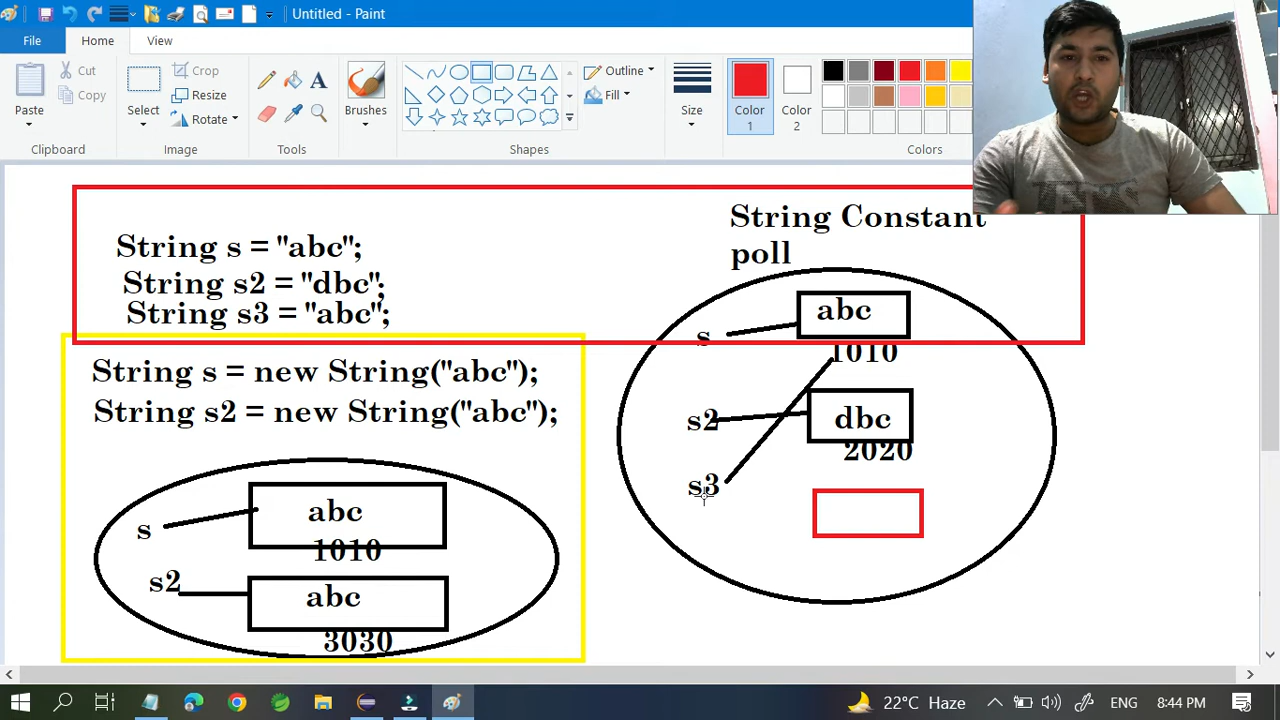 Untitled - Paint
File
Home
View
Paste
Cut
Copy
Clipboard
Select
Crop
Resize
Rotate
Image
Tools
Brushes
Shapes
Outline
Fill
Size
Color
1
Color
2
Colors
String s = "abc";
String s2 = "dbc";
String s3 = "abc";
String Constant
poll
abc
s
1010
s2
dbc
2020
s3
String s = new String("abc");
String s2 = new String("abc");
abc
s
1010
s2
abc
3030
22°C Haze
ENG
8:44 PM